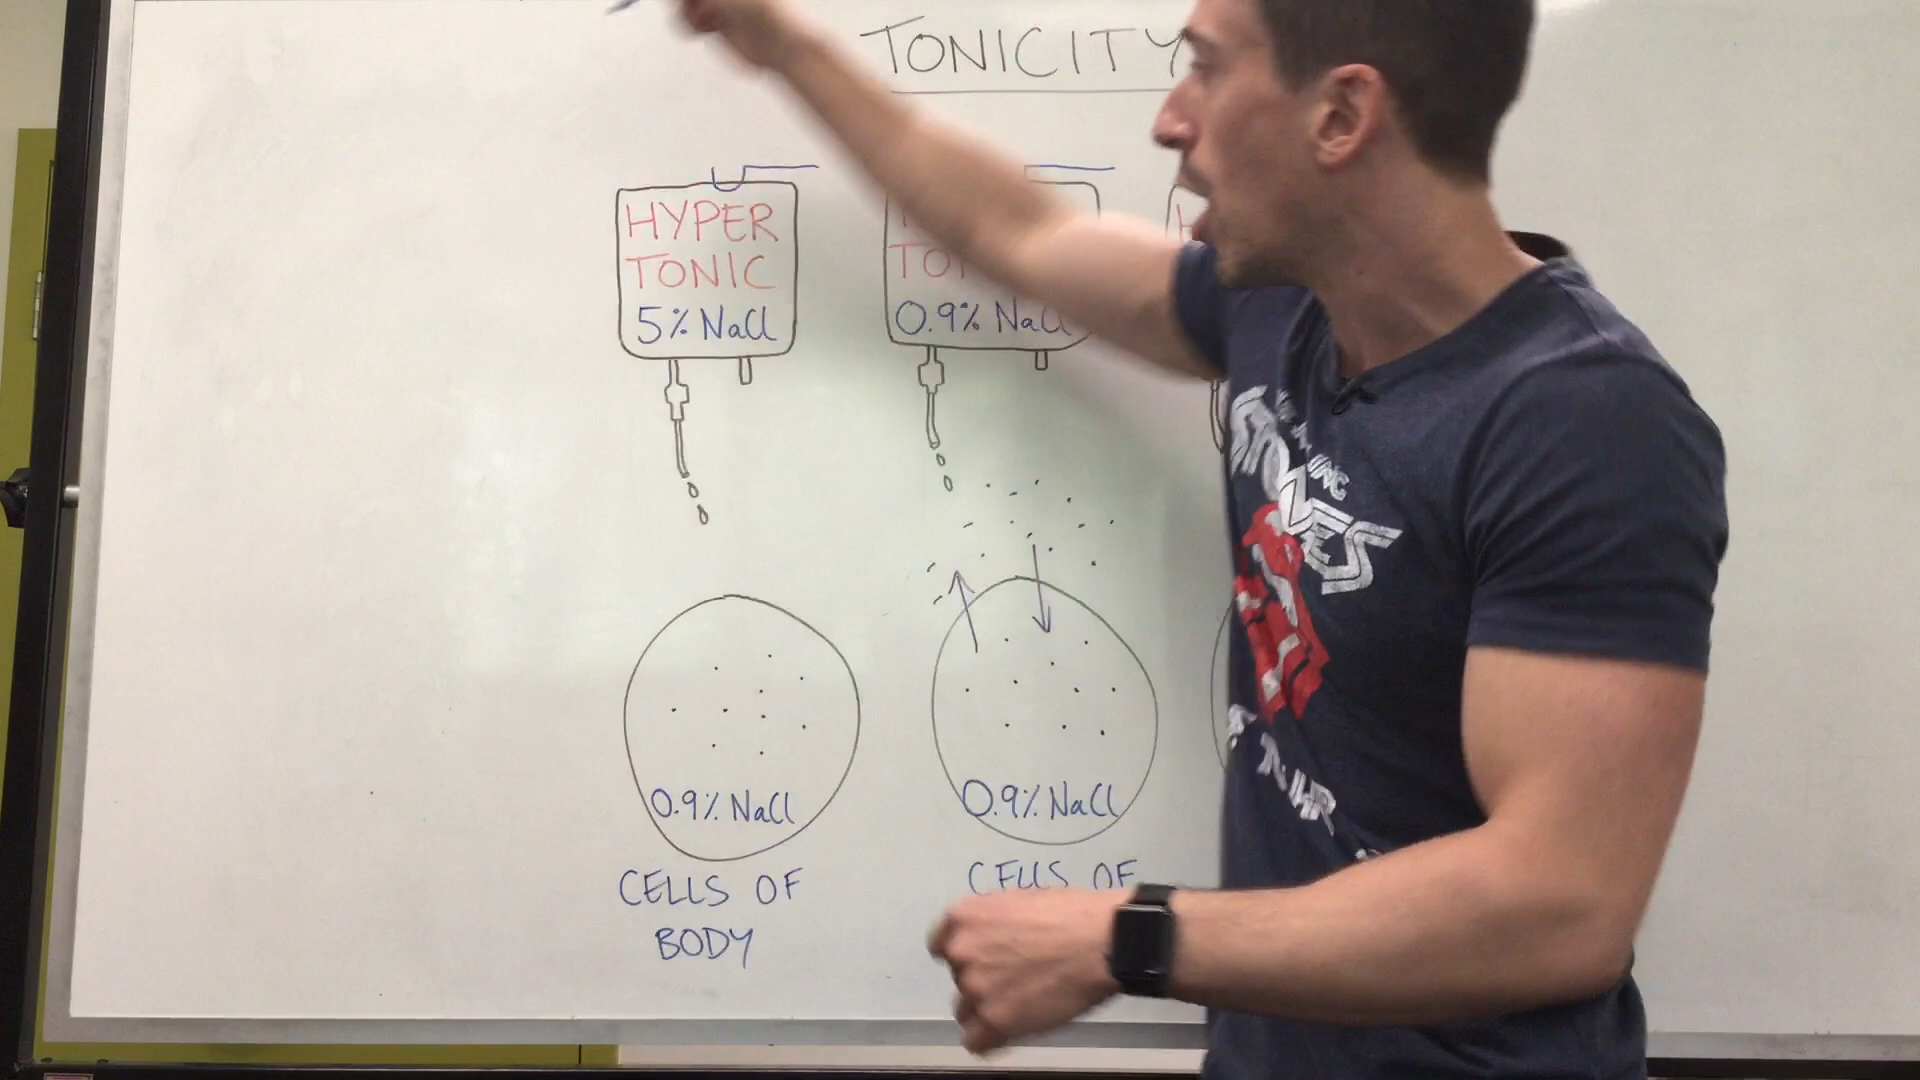 TONICITY
HYPER
TONIC
5% NaCl
0.9% NaCl
0.9% NaCl
CELLS OF
BODY
0.9% NaCl
CELLS OF
STONES